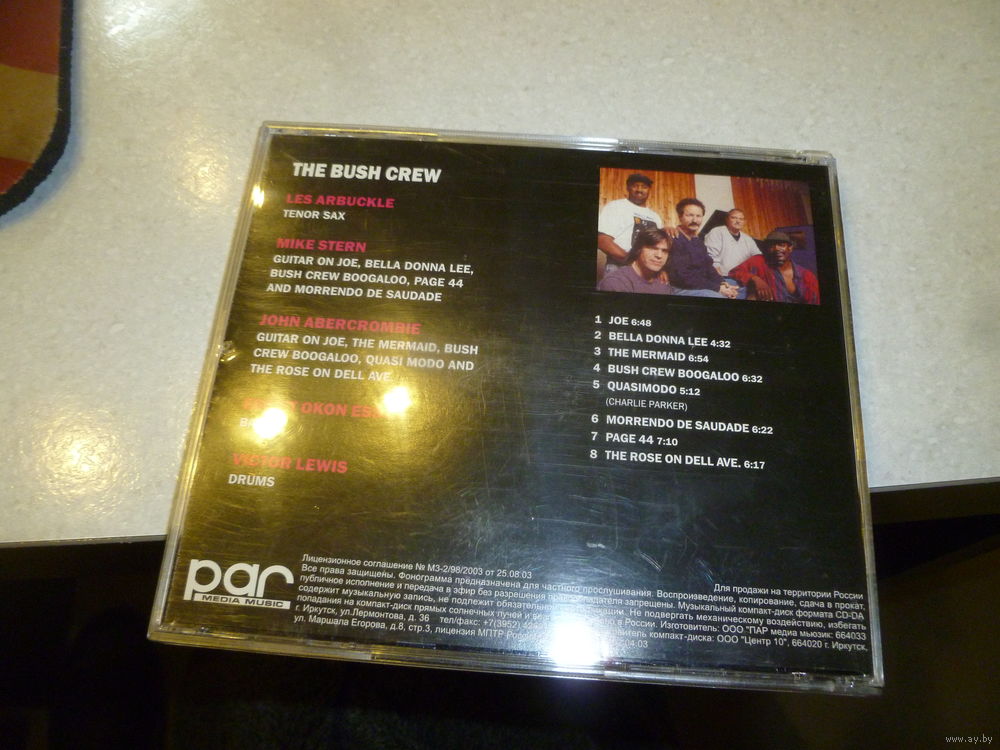 THE BUSH CREW
LES ARBUCKLE
TENOR SAX
MIKE STERN
GUITAR ON JOE, BELLA DONNA LEE,
BUSH CREW BOOGALOO, PAGE 44
AND MORRENDO DE SAUDADE
JOHN ABERCROMBIE
GUITAR ON JOE, THE MERMAID, BUSH
CREW BOOGALOO, QUASI MODO AND
THE ROSE ON DELL AVE.
OKON
VICTOR LEWIS
DRUMS
1 JOE 6:48
2 BELLA DONNA LEE 4:32
3 THE MERMAID 6:54
4 BUSH CREW BOOGALOO 6:32
5 QUASIMODO 5:12
(CHARLIE PARKER)
6 MORRENDO DE SAUDADE 6:22
7 PAGE 44 7:10
8 THE ROSE ON DELL AVE. 6:17
par
MEDIA MUSIC
Лицензионное соглашение № МЗ-2/98/2003 от 25.08.03
Для продажи на территории России
Все права защищены. Фонограмма предназначена для частного прослушивания. Воспроизведение, копирование, сдача в прокат,
публичное исполнение и передача в эфир без разрешения запрещены. Музыкальный компакт-диск формата CD-DA
содержит музыкальную запись, не подлежит Не подвергать механическому воздействию, избегать
попадания на компакт-диск прямых солнечных лучей и в России. Изготовитель: ООО "ПАР медиа мьюзик: 664033
г. Иркутск, ул.Лермонтова, д. 36 тел/факс: +7(3952) компакт-диска: ООО "Центр 10", 664020 г. Иркутск,
ул. Маршала Егорова, д.8, стр.3, лицензия МПТР
www.ay.by